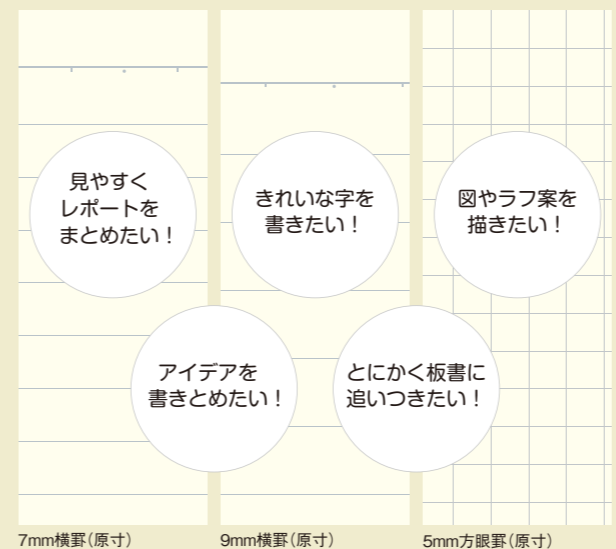 見やすく
レポートを
まとめたい！
きれいな字を
書きたい！
図やラフ案を
描きたい！
アイデアを
書きとめたい！
とにかく板書に
追いつきたい！
7mm横罫（原寸）
9mm横罫（原寸）
5mm方眼罫（原寸）